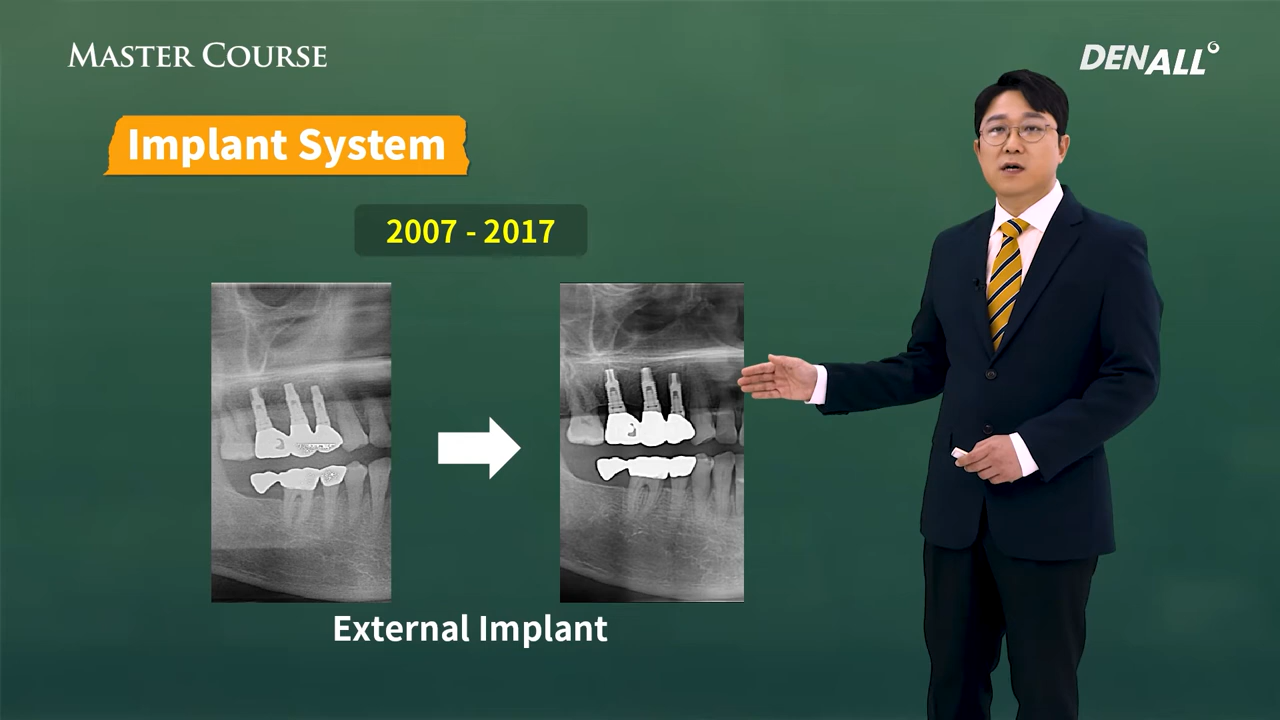 MASTER COURSE
DENALL
Implant System
2007 - 2017
External Implant